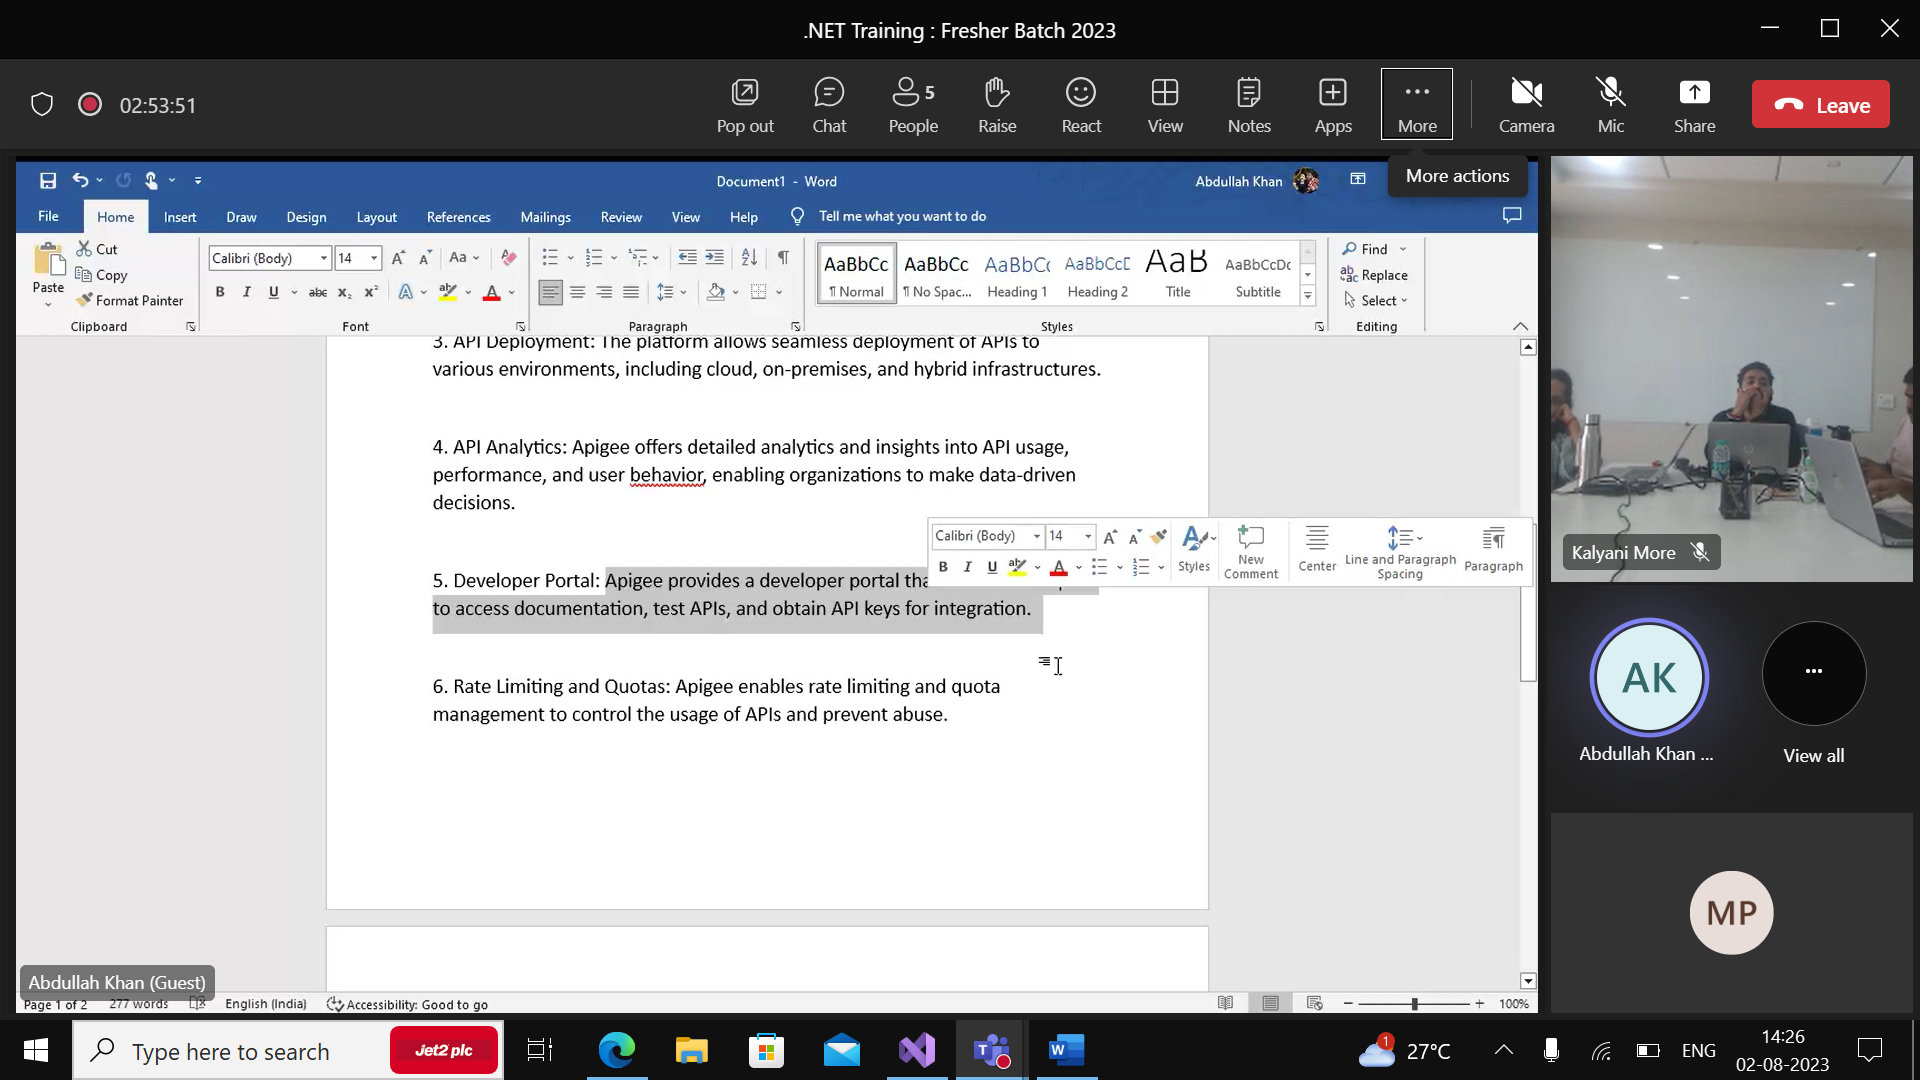 .NET Training : Fresher Batch 2023
02:53:51
Pop out
Chat
5
People
Raise
React
View
Notes
Apps
More
Camera
Mic
Share
Leave
More actions
Document1 - Word
Abdullah Khan
File Home Insert Draw Design Layout References Mailings Review View Help Tell me what you want to do
Paste
Cut
Copy
Format Painter
Clipboard
Calibri (Body) 14
Font
Paragraph
AaBbCc AaBbCc AaBbC AaBbCcD AaB AaBbCcD
¶ Normal ¶ No Spac... Heading 1 Heading 2 Title Subtitle
Styles
Find
Replace
Select
Editing
3. API Deployment: The platform allows seamless deployment of APIs to
various environments, including cloud, on-premises, and hybrid infrastructures.
4. API Analytics: Apigee offers detailed analytics and insights into API usage,
performance, and user behavior, enabling organizations to make data-driven
decisions.
Calibri (Body) 14
Styles
New
Comment
Center
Line and Paragraph
Spacing
Paragraph
5. Developer Portal: Apigee provides a developer portal
to access documentation, test APIs, and obtain API keys for integration.
6. Rate Limiting and Quotas: Apigee enables rate limiting and quota
management to control the usage of APIs and prevent abuse.
Abdullah Khan (Guest)
Page 1 of 2 277 words English (India) Accessibility: Good to go 100%
Kalyani More
AK
Abdullah Khan ...
View all
MP
Type here to search
Jet2 plc
1
27°C
ENG
14:26
02-08-2023